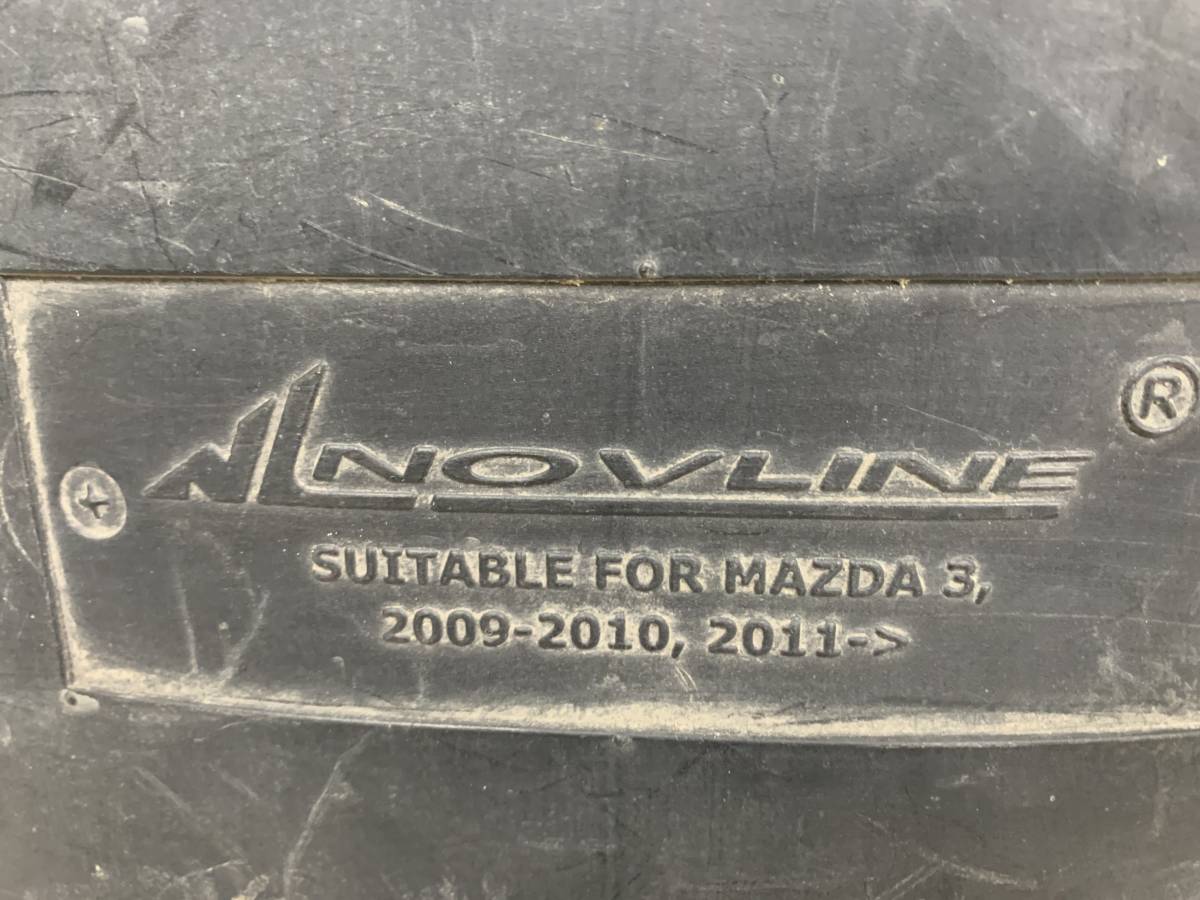 NOVLINE ®
SUITABLE FOR MAZDA 3,
2009-2010, 2011->